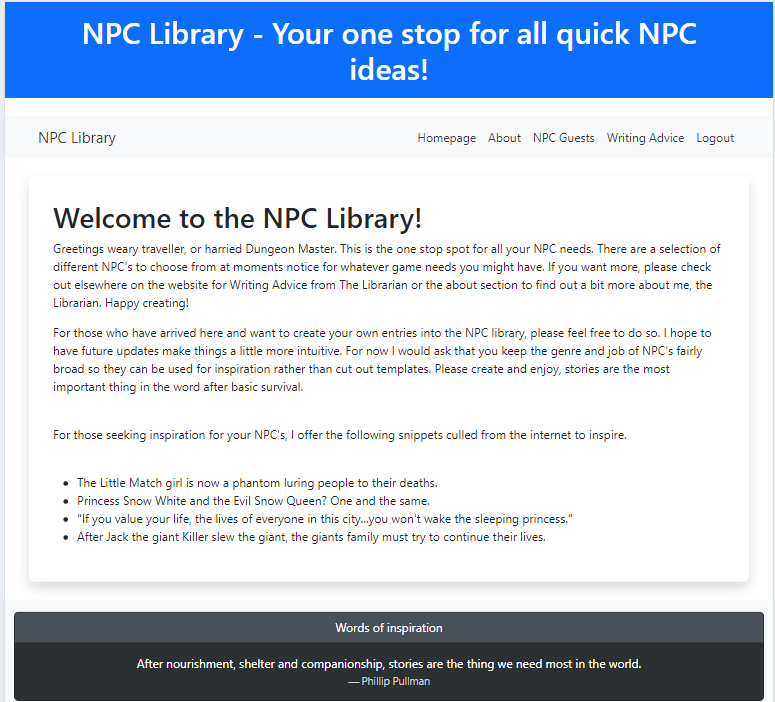 NPC Library - Your one stop for all quick NPC
ideas!
NPC Library
Homepage About NPC Guests Writing Advice Logout
Welcome to the NPC Library!
Greetings weary traveller, or harried Dungeon Master. This is the one stop spot for all your NPC needs. There are a selection of
different NPC's to choose from at moments notice for whatever game needs you might have. If you want more, please check
out elsewhere on the website for Writing Advice from The Librarian or the about section to find out a bit more about me, the
Librarian. Happy creating!
For those who have arrived here and want to create your own entries into the NPC library, please feel free to do so. I hope to
have future updates make things a little more intuitive. For now I would ask that you keep the genre and job of NPC's fairly
broad so they can be used for inspiration rather than cut out templates. Please create and enjoy, stories are the most
important thing in the word after basic survival.
For those seeking inspiration for your NPC's, I offer the following snippets culled from the internet to inspire.
• The Little Match girl is now a phantom luring people to their deaths.
• Princess Snow White and the Evil Snow Queen? One and the same.
• "If you value your life, the lives of everyone in this city...you won't wake the sleeping princess."
• After Jack the giant Killer slew the giant, the giants family must try to continue their lives.
Words of inspiration
After nourishment, shelter and companionship, stories are the thing we need most in the world.
— Phillip Pullman